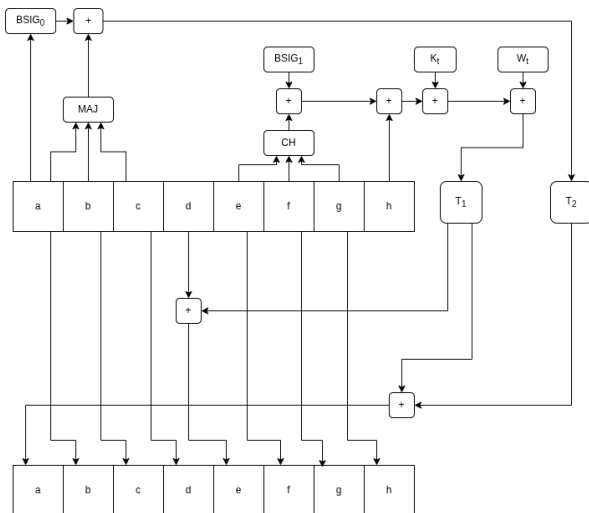 BSIG₀
+
BSIG₁
Kₜ
Wₜ
+
+
+
+
MAJ
CH
a
b
c
d
e
f
g
h
T₁
T₂
+
+
a
b
c
d
e
f
g
h